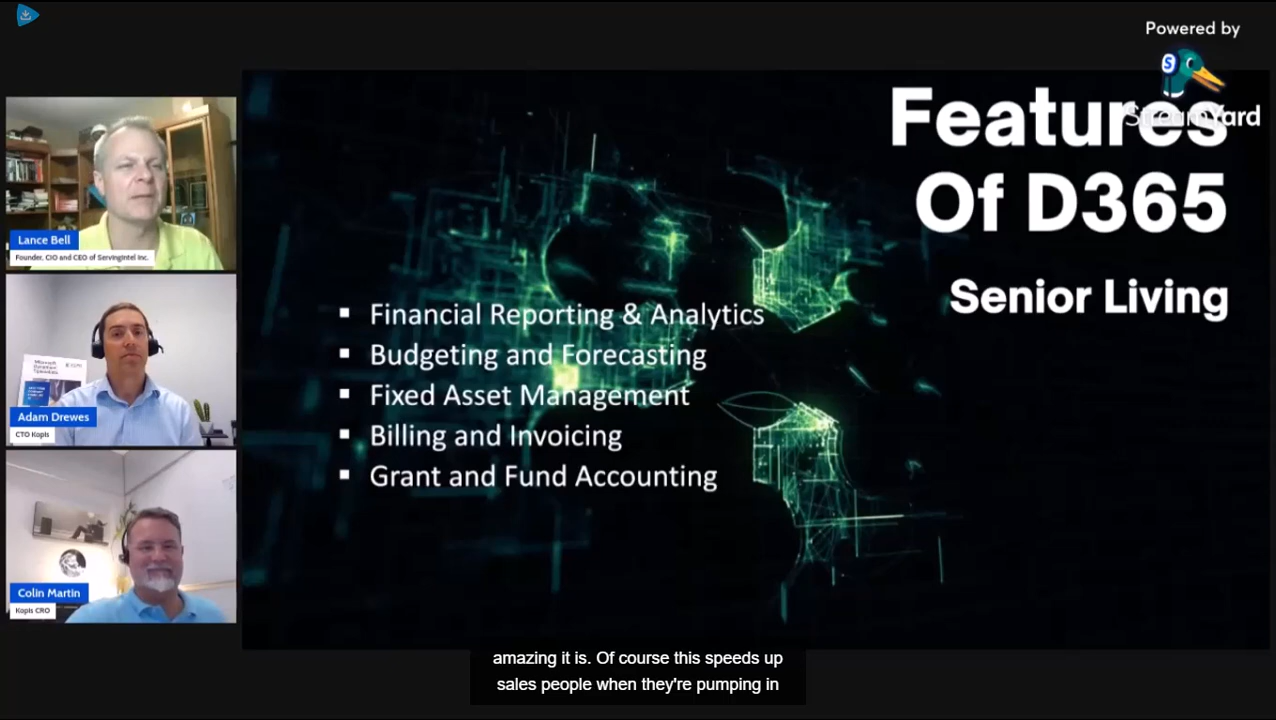 Powered by
S
StreamYard
Features
Of D365
Senior Living
Lance Bell
Founder, CIO and CEO of ServingIntel Inc.
Adam Drewes
CTO Kopis
Colin Martin
Kopis CRO
▪ Financial Reporting & Analytics
▪ Budgeting and Forecasting
▪ Fixed Asset Management
▪ Billing and Invoicing
▪ Grant and Fund Accounting
amazing it is. Of course this speeds up
sales people when they're pumping in